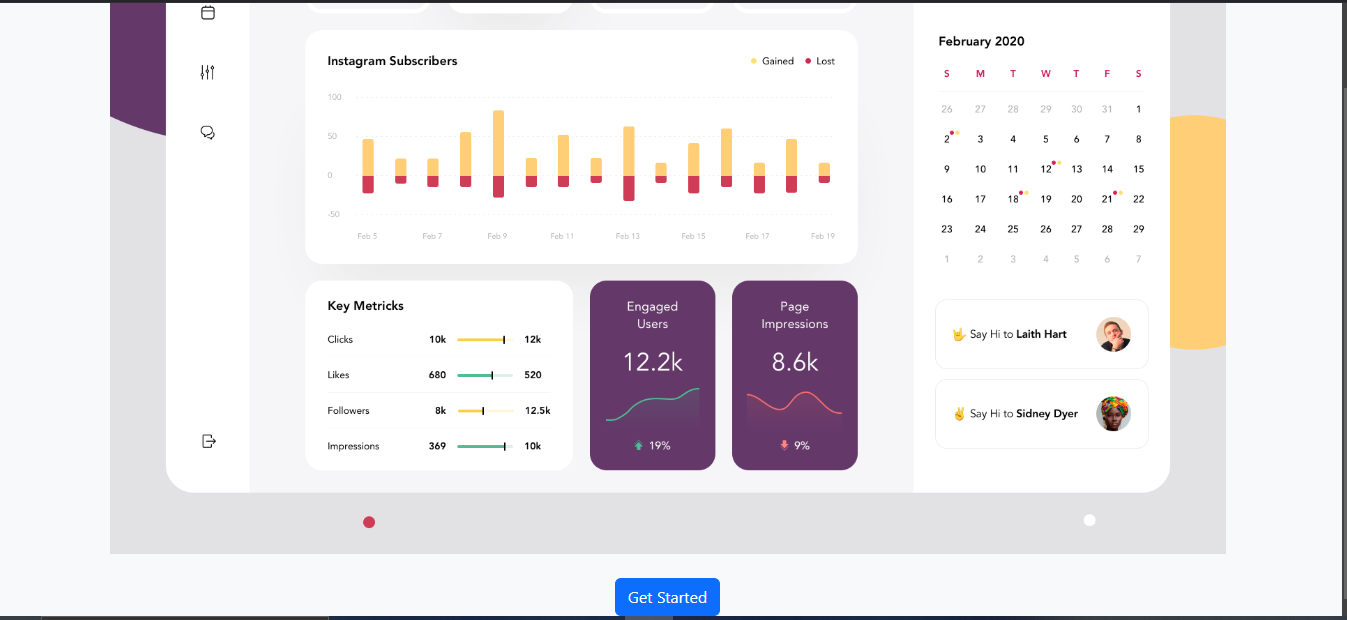 Instagram Subscribers
Gained
Lost
100
50
0
-50
Feb 5
Feb 7
Feb 9
Feb 11
Feb 13
Feb 15
Feb 17
Feb 19
Key Metricks
Clicks 10k 12k
Likes 680 520
Followers 8k 12.5k
Impressions 369 10k
Engaged
Users
12.2k
19%
Page
Impressions
8.6k
9%
February 2020
S M T W T F S
26 27 28 29 30 31 1
2 3 4 5 6 7 8
9 10 11 12 13 14 15
16 17 18 19 20 21 22
23 24 25 26 27 28 29
1 2 3 4 5 6 7
Say Hi to Laith Hart
Say Hi to Sidney Dyer
Get Started